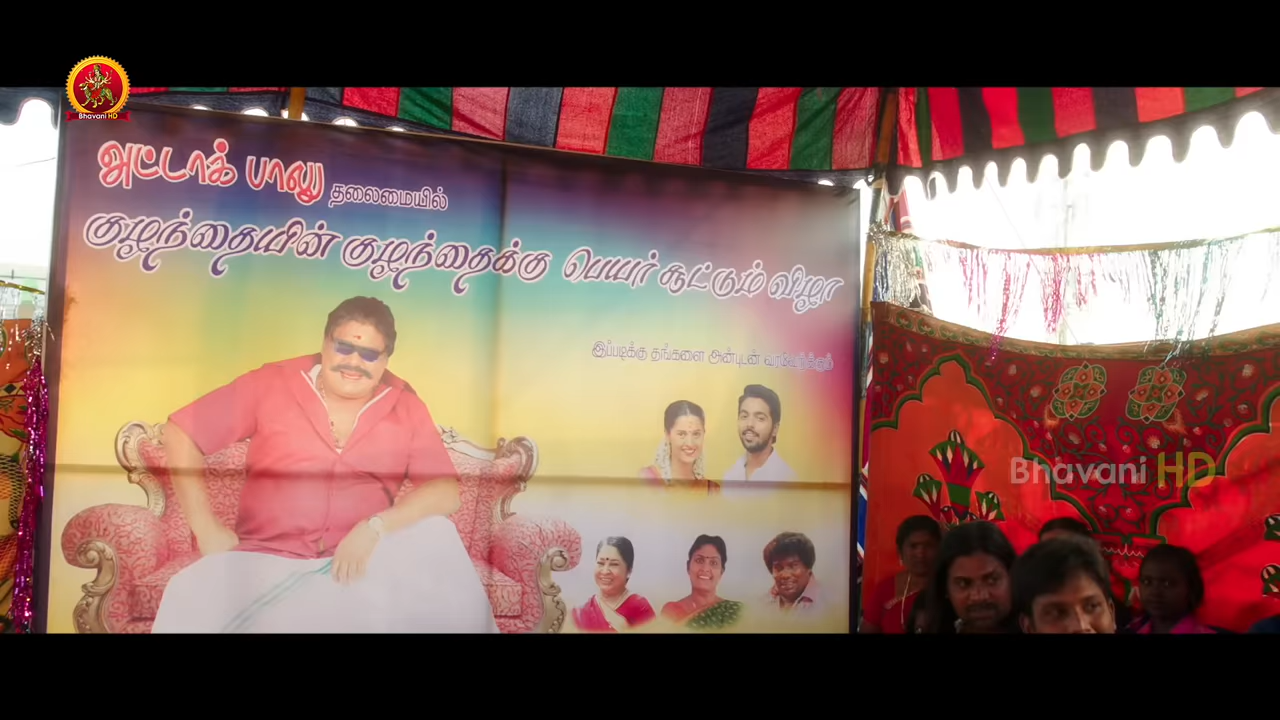 Bhavani HD
அட்டாக் பாலு தலைமையில்
குழந்தையின் குழந்தைக்கு பெயர் சூட்டும் விழா
இப்படிக்கு தங்களை அன்புடன் வரவேற்கும்
Bhavani HD